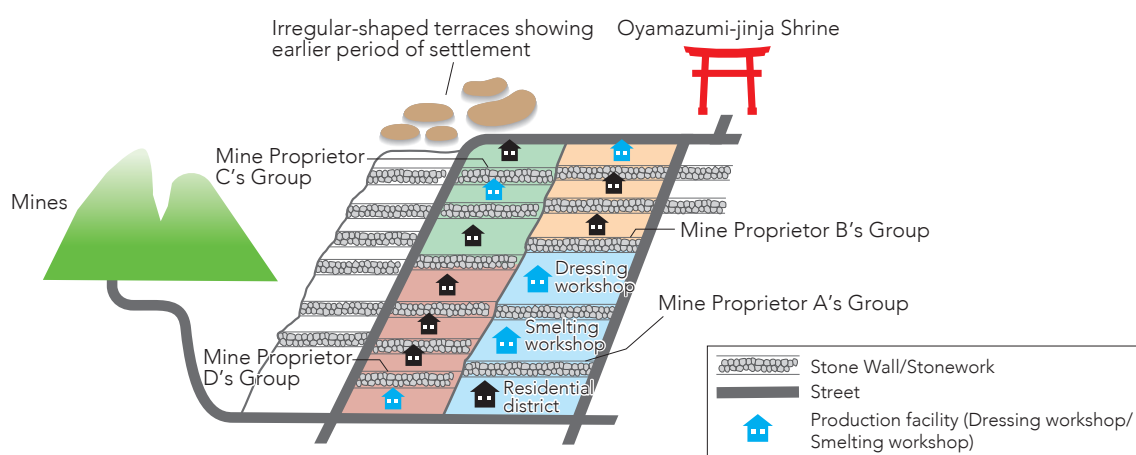 Irregular-shaped terraces showing
earlier period of settlement
Oyamazumi-jinja Shrine
Mine Proprietor
C's Group
Mines
Mine Proprietor B's Group
Dressing
workshop
Mine Proprietor A's Group
Smelting
workshop
Mine Proprietor
D's Group
Residential
district
Stone Wall/Stonework
Street
Production facility (Dressing workshop/
Smelting workshop)